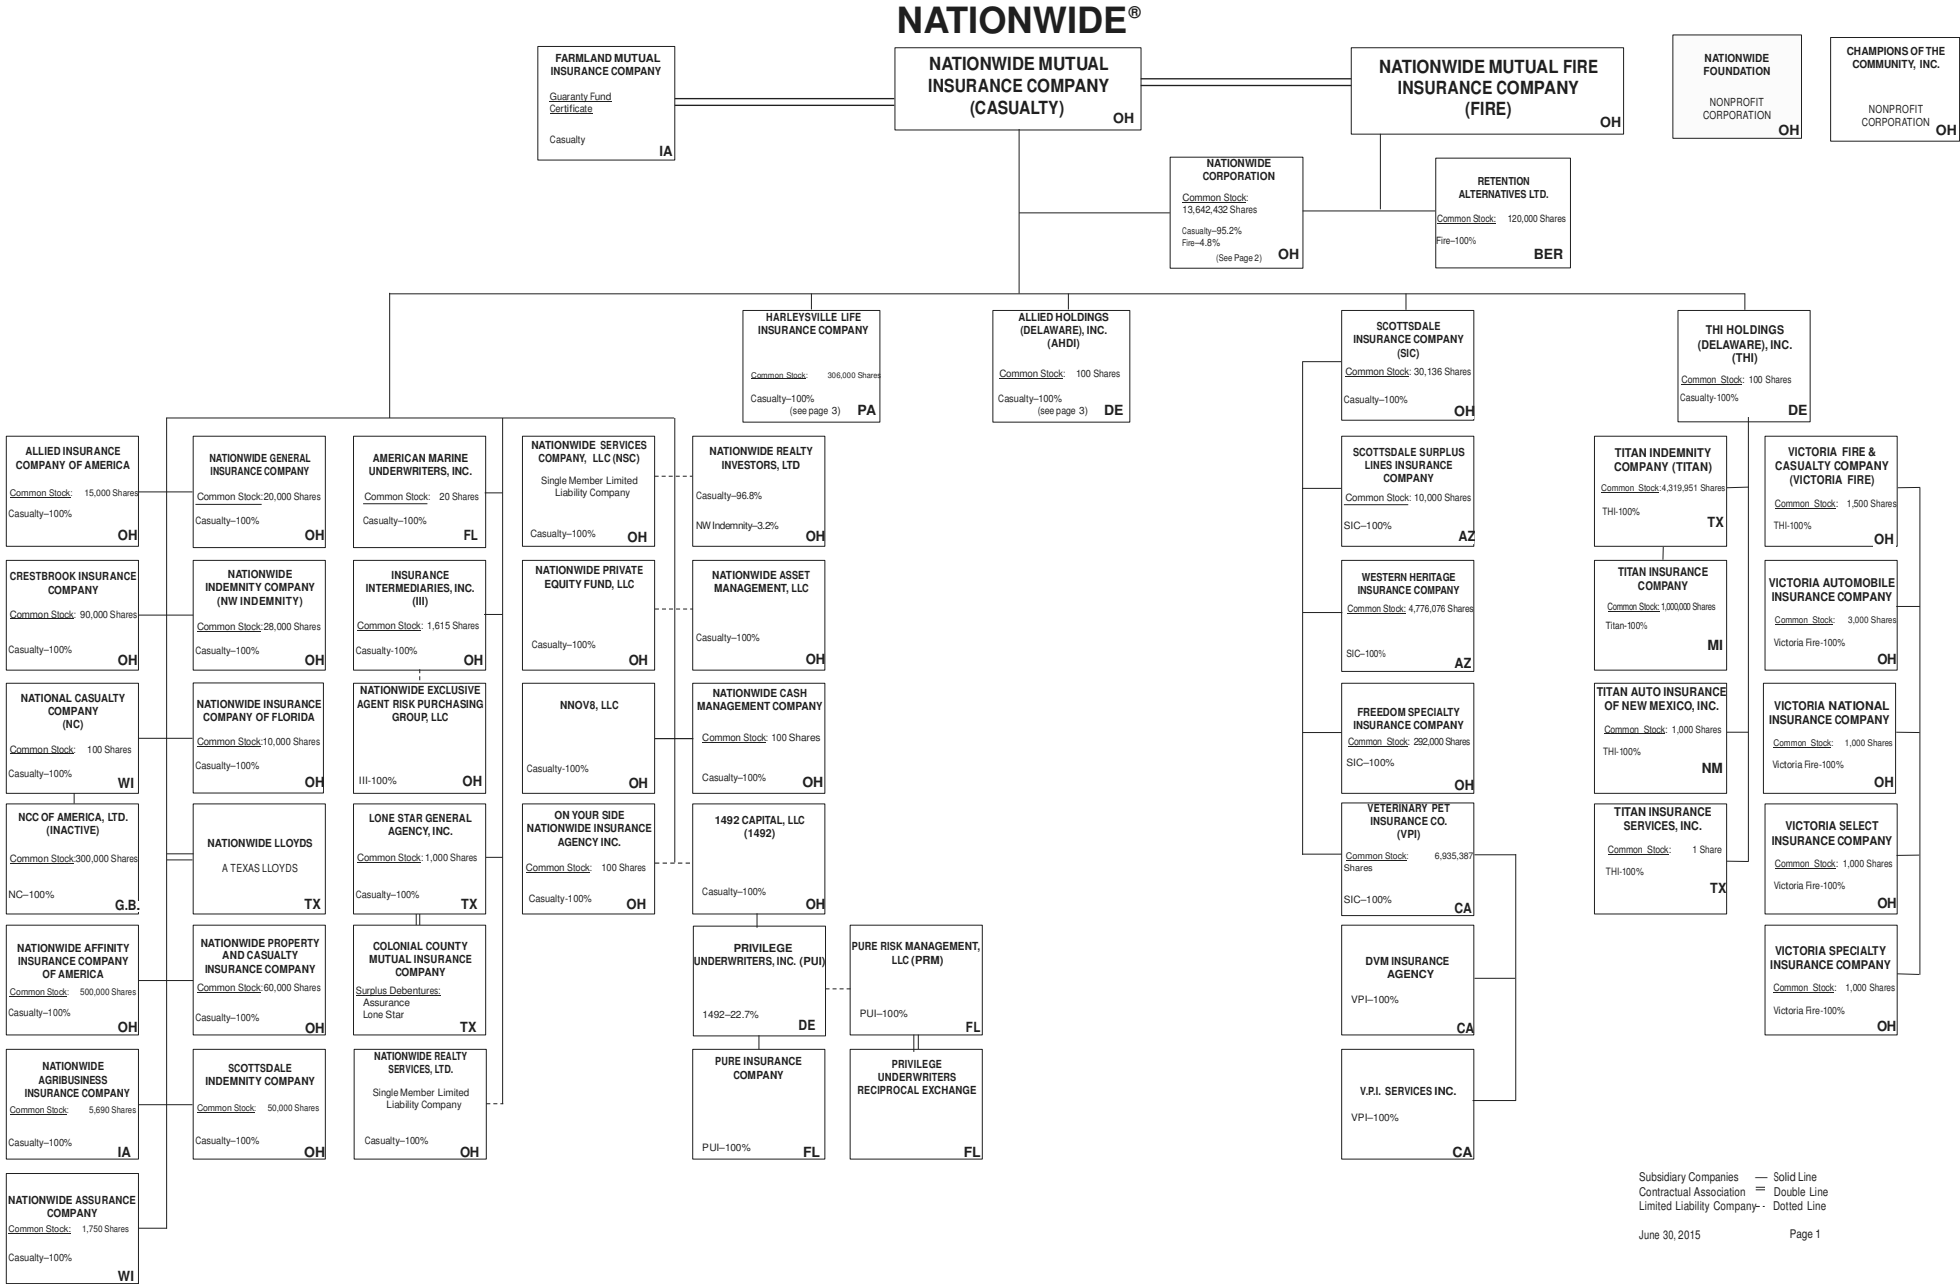 NATIONWIDE®
FARMLAND MUTUAL
INSURANCE COMPANY
Guaranty Fund
Certificate
Casualty
IA
NATIONWIDE MUTUAL
INSURANCE COMPANY
(CASUALTY)
OH
NATIONWIDE MUTUAL FIRE
INSURANCE COMPANY
(FIRE)
OH
NATIONWIDE
FOUNDATION
NONPROFIT
CORPORATION
OH
CHAMPIONS OF THE
COMMUNITY, INC.
NONPROFIT
CORPORATION OH
NATIONWIDE
CORPORATION
Common Stock:
13,642,432 Shares
Casualty–95.2%
Fire–4.8%
(See Page 2) OH
RETENTION
ALTERNATIVES LTD.
Common Stock: 120,000 Shares
Fire–100%
BER
HARLEYSVILLE LIFE
INSURANCE COMPANY
Common Stock: 306,000 Shares
Casualty–100%
(see page 3) PA
ALLIED HOLDINGS
(DELAWARE), INC.
(AHDI)
Common Stock: 100 Shares
Casualty–100%
(see page 3) DE
SCOTTSDALE
INSURANCE COMPANY
(SIC)
Common Stock: 30,136 Shares
Casualty–100%
OH
THI HOLDINGS
(DELAWARE), INC.
(THI)
Common Stock: 100 Shares
Casualty-100%
DE
ALLIED INSURANCE
COMPANY OF AMERICA
Common Stock: 15,000 Shares
Casualty–100%
OH
NATIONWIDE GENERAL
INSURANCE COMPANY
Common Stock:20,000 Shares
Casualty–100%
OH
AMERICAN MARINE
UNDERWRITERS, INC.
Common Stock: 20 Shares
Casualty–100%
FL
NATIONWIDE SERVICES
COMPANY, LLC (NSC)
Single Member Limited
Liability Company
Casualty–100%
OH
NATIONWIDE REALTY
INVESTORS, LTD
Casualty–96.8%
NW Indemnity–3.2%
OH
SCOTTSDALE SURPLUS
LINES INSURANCE
COMPANY
Common Stock: 10,000 Shares
SIC–100%
AZ
TITAN INDEMNITY
COMPANY (TITAN)
Common Stock:4,319,951 Shares
THI-100%
TX
VICTORIA FIRE &
CASUALTY COMPANY
(VICTORIA FIRE)
Common Stock: 1,500 Shares
THI-100%
OH
CRESTBROOK INSURANCE
COMPANY
Common Stock: 90,000 Shares
Casualty–100%
OH
NATIONWIDE
INDEMNITY COMPANY
(NW INDEMNITY)
Common Stock:28,000 Shares
Casualty–100%
OH
INSURANCE
INTERMEDIARIES, INC.
(III)
Common Stock: 1,615 Shares
Casualty-100%
OH
NATIONWIDE PRIVATE
EQUITY FUND, LLC
Casualty–100%
OH
NATIONWIDE ASSET
MANAGEMENT, LLC
Casualty–100%
OH
WESTERN HERITAGE
INSURANCE COMPANY
Common Stock: 4,776,076 Shares
SIC–100%
AZ
TITAN INSURANCE
COMPANY
Common Stock: 1,000,000 Shares
Titan-100%
MI
VICTORIA AUTOMOBILE
INSURANCE COMPANY
Common Stock: 3,000 Shares
Victoria Fire-100%
OH
NATIONAL CASUALTY
COMPANY
(NC)
Common Stock: 100 Shares
Casualty–100%
WI
NATIONWIDE INSURANCE
COMPANY OF FLORIDA
Common Stock:10,000 Shares
Casualty–100%
OH
NATIONWIDE EXCLUSIVE
AGENT RISK PURCHASING
GROUP, LLC
III-100%
OH
NNOV8, LLC
Casualty-100%
OH
NATIONWIDE CASH
MANAGEMENT COMPANY
Common Stock: 100 Shares
Casualty–100%
OH
FREEDOM SPECIALTY
INSURANCE COMPANY
Common Stock: 292,000 Shares
SIC–100%
OH
TITAN AUTO INSURANCE
OF NEW MEXICO, INC.
Common Stock: 1,000 Shares
THI-100%
NM
VICTORIA NATIONAL
INSURANCE COMPANY
Common Stock: 1,000 Shares
Victoria Fire-100%
OH
NCC OF AMERICA, LTD.
(INACTIVE)
Common Stock:300,000 Shares
NC–100%
G.B.
NATIONWIDE LLOYDS
A TEXAS LLOYDS
TX
LONE STAR GENERAL
AGENCY, INC.
Common Stock: 1,000 Shares
Casualty–100%
TX
ON YOUR SIDE
NATIONWIDE INSURANCE
AGENCY INC.
Common Stock: 100 Shares
Casualty-100%
OH
1492 CAPITAL, LLC
(1492)
Casualty–100%
OH
VETERINARY PET
INSURANCE CO.
(VPI)
Common Stock: 6,935,387
Shares
SIC–100%
CA
TITAN INSURANCE
SERVICES, INC.
Common Stock: 1 Share
THI-100%
TX
VICTORIA SELECT
INSURANCE COMPANY
Common Stock: 1,000 Shares
Victoria Fire-100%
OH
NATIONWIDE AFFINITY
INSURANCE COMPANY
OF AMERICA
Common Stock: 500,000 Shares
Casualty–100%
OH
NATIONWIDE PROPERTY
AND CASUALTY
INSURANCE COMPANY
Common Stock:60,000 Shares
Casualty–100%
OH
COLONIAL COUNTY
MUTUAL INSURANCE
COMPANY
Surplus Debentures:
Assurance
Lone Star
TX
PRIVILEGE
UNDERWRITERS, INC. (PUI)
1492–22.7%
DE
PURE RISK MANAGEMENT,
LLC (PRM)
PUI–100%
FL
DVM INSURANCE
AGENCY
VPI–100%
CA
VICTORIA SPECIALTY
INSURANCE COMPANY
Common Stock: 1,000 Shares
Victoria Fire-100%
OH
NATIONWIDE
AGRIBUSINESS
INSURANCE COMPANY
Common Stock: 5,690 Shares
Casualty–100%
IA
SCOTTSDALE
INDEMNITY COMPANY
Common Stock: 50,000 Shares
Casualty–100%
OH
NATIONWIDE REALTY
SERVICES, LTD.
Single Member Limited
Liability Company
Casualty–100%
OH
PURE INSURANCE
COMPANY
PUI–100%
FL
PRIVILEGE
UNDERWRITERS
RECIPROCAL EXCHANGE
FL
V.P.I. SERVICES INC.
VPI–100%
CA
NATIONWIDE ASSURANCE
COMPANY
Common Stock: 1,750 Shares
Casualty–100%
WI
Subsidiary Companies — Solid Line
Contractual Association = Double Line
Limited Liability Company- - Dotted Line
June 30, 2015 Page 1